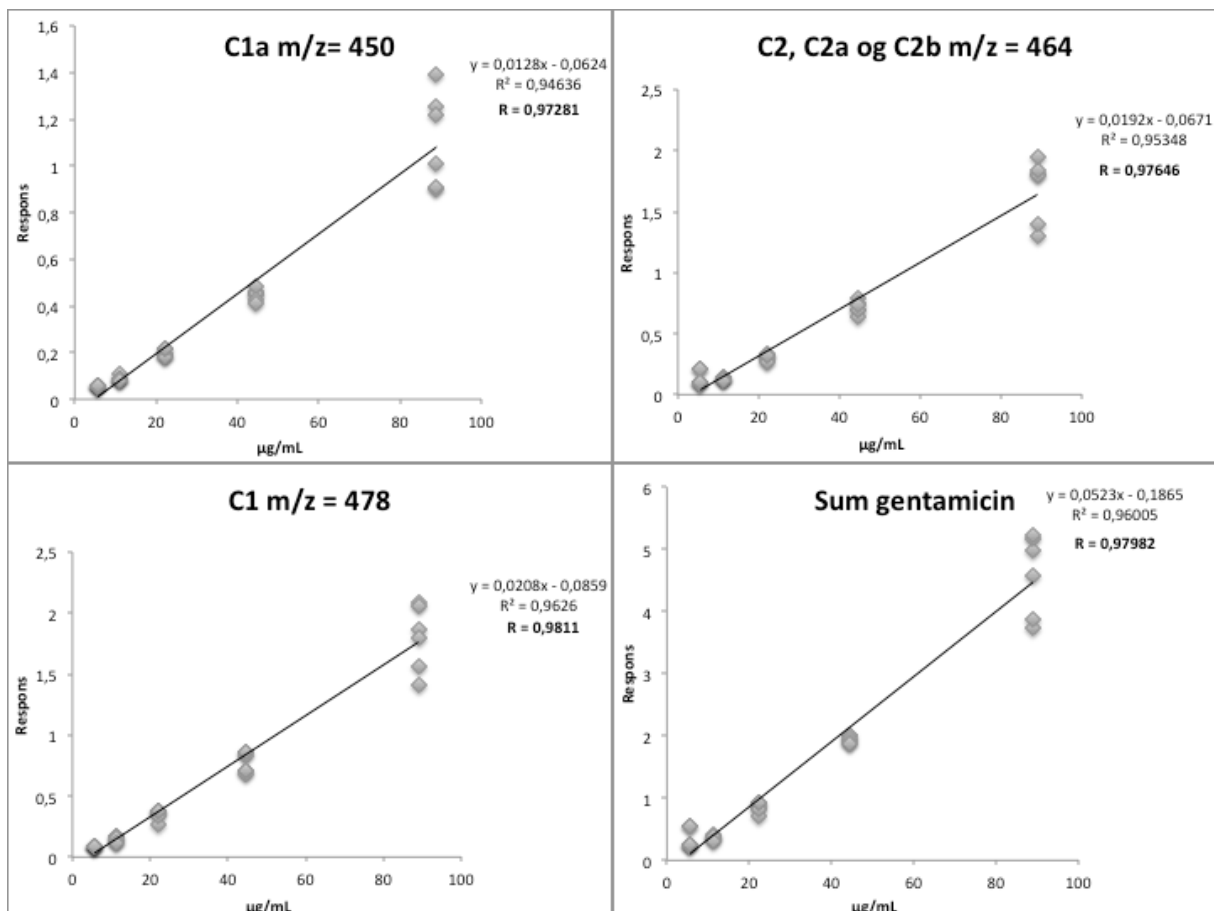 C1a m/z= 450
y = 0,0128x - 0,0624
R² = 0,94636
R = 0,97281
1,6
1,4
1,2
1
0,8
0,6
0,4
0,2
0
Respons
0 20 40 60 80 100
µg/mL
C2, C2a og C2b m/z = 464
y = 0,0192x - 0,0671
R² = 0,95348
R = 0,97646
2,5
2
1,5
1
0,5
0
Respons
0 20 40 60 80 100
µg/mL
C1 m/z = 478
y = 0,0208x - 0,0859
R² = 0,9626
R = 0,9811
2,5
2
1,5
1
0,5
0
Respons
0 20 40 60 80 100
µg/mL
Sum gentamicin
y = 0,0523x - 0,1865
R² = 0,96005
R = 0,97982
6
5
4
3
2
1
0
Respons
0 20 40 60 80 100
µg/mL